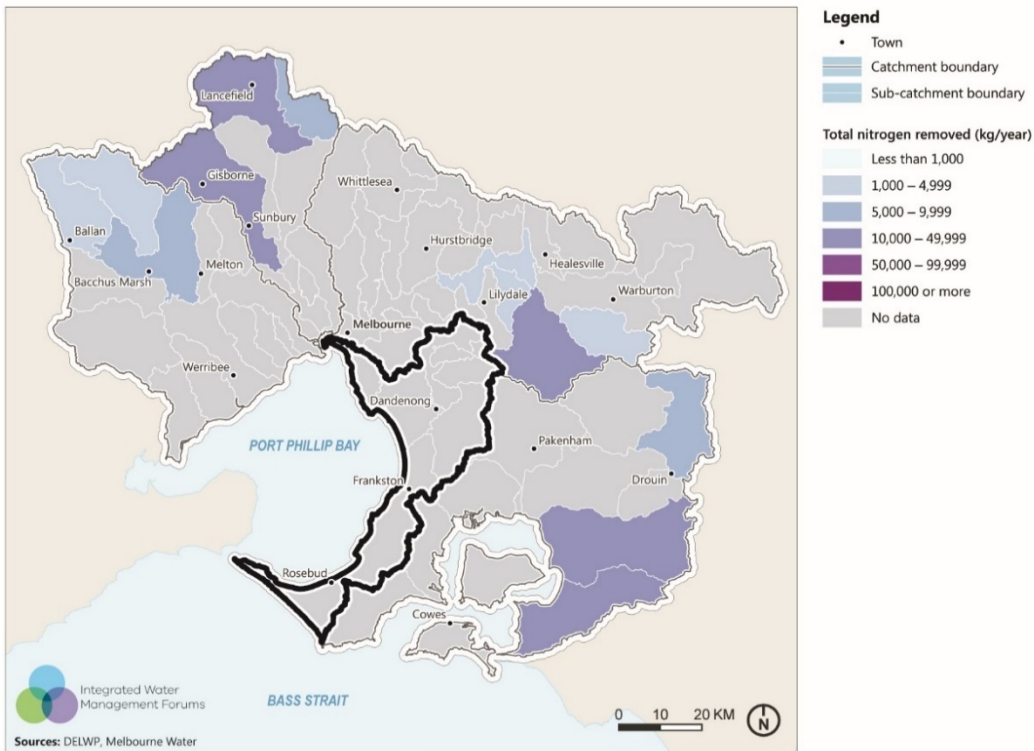 Legend
Town
Catchment boundary
Sub-catchment boundary
Total nitrogen removed (kg/year)
Less than 1,000
1,000 – 4,999
5,000 – 9,999
10,000 – 49,999
50,000 – 99,999
100,000 or more
No data
Lancefield
Gisborne
Whittlesea
Sunbury
Ballan
Hurstbridge
Healesville
Bacchus Marsh
Melton
Lilydale
Warburton
Melbourne
Werribee
Dandenong
PORT PHILLIP BAY
Pakenham
Frankston
Drouin
Rosebud
Cowes
Integrated Water
Management Forums
BASS STRAIT
0 10 20 KM
N
Sources: DELWP, Melbourne Water